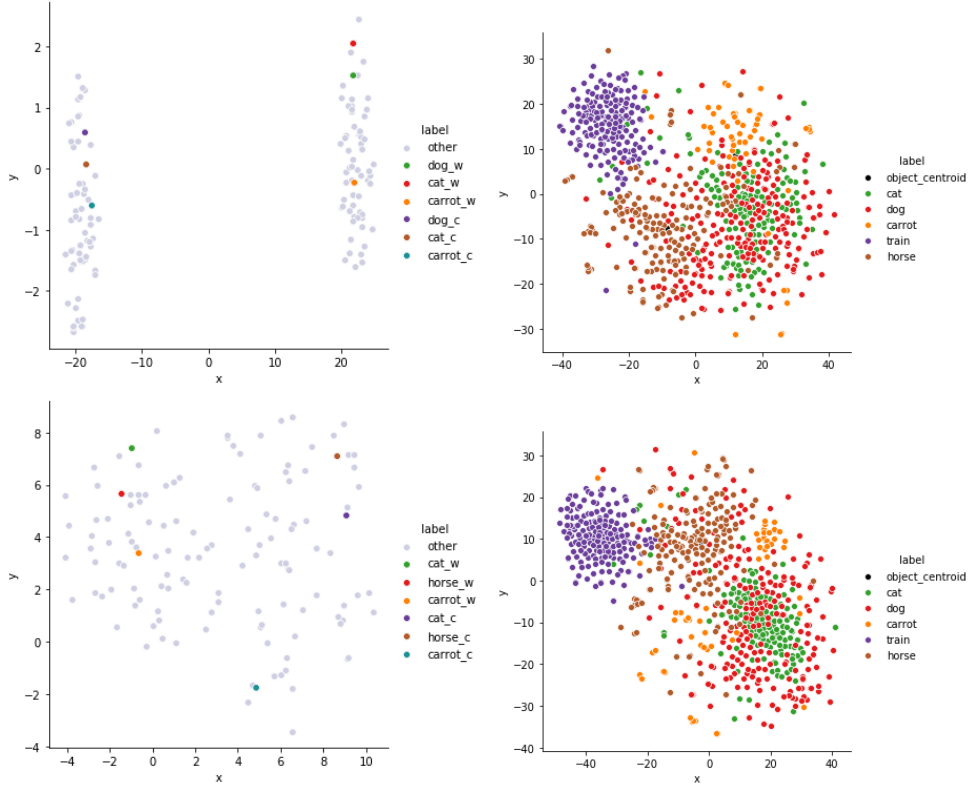 2
1
0
−1
−2
y
−20
−10
0
10
20
x
label
other
dog_w
cat_w
carrot_w
dog_c
cat_c
carrot_c
30
20
10
0
−10
−20
−30
y
−40
−20
0
20
40
x
label
object_centroid
cat
dog
carrot
train
horse
8
6
4
2
0
−2
−4
y
−4
−2
0
2
4
6
8
10
x
label
other
cat_w
horse_w
carrot_w
cat_c
horse_c
carrot_c
30
20
10
0
−10
−20
−30
−40
y
−40
−20
0
20
40
x
label
object_centroid
cat
dog
carrot
train
horse